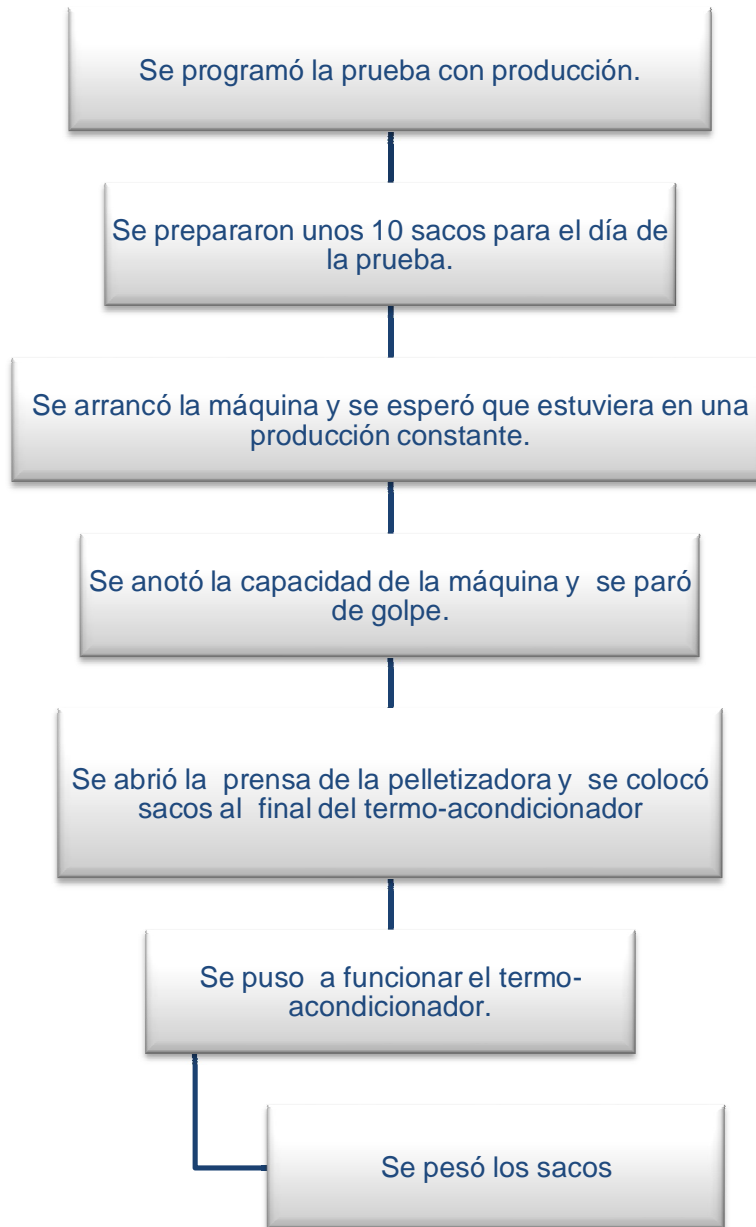 Se programó la prueba con producción.
Se prepararon unos 10 sacos para el día de
la prueba.
Se arrancó la máquina y se esperó que estuviera en una
producción constante.
Se anotó la capacidad de la máquina y se paró
de golpe.
Se abrió la prensa de la pelletizadora y se colocó
sacos al final del termo-acondicionador
Se puso a funcionar el termo-
acondicionador.
Se pesó los sacos